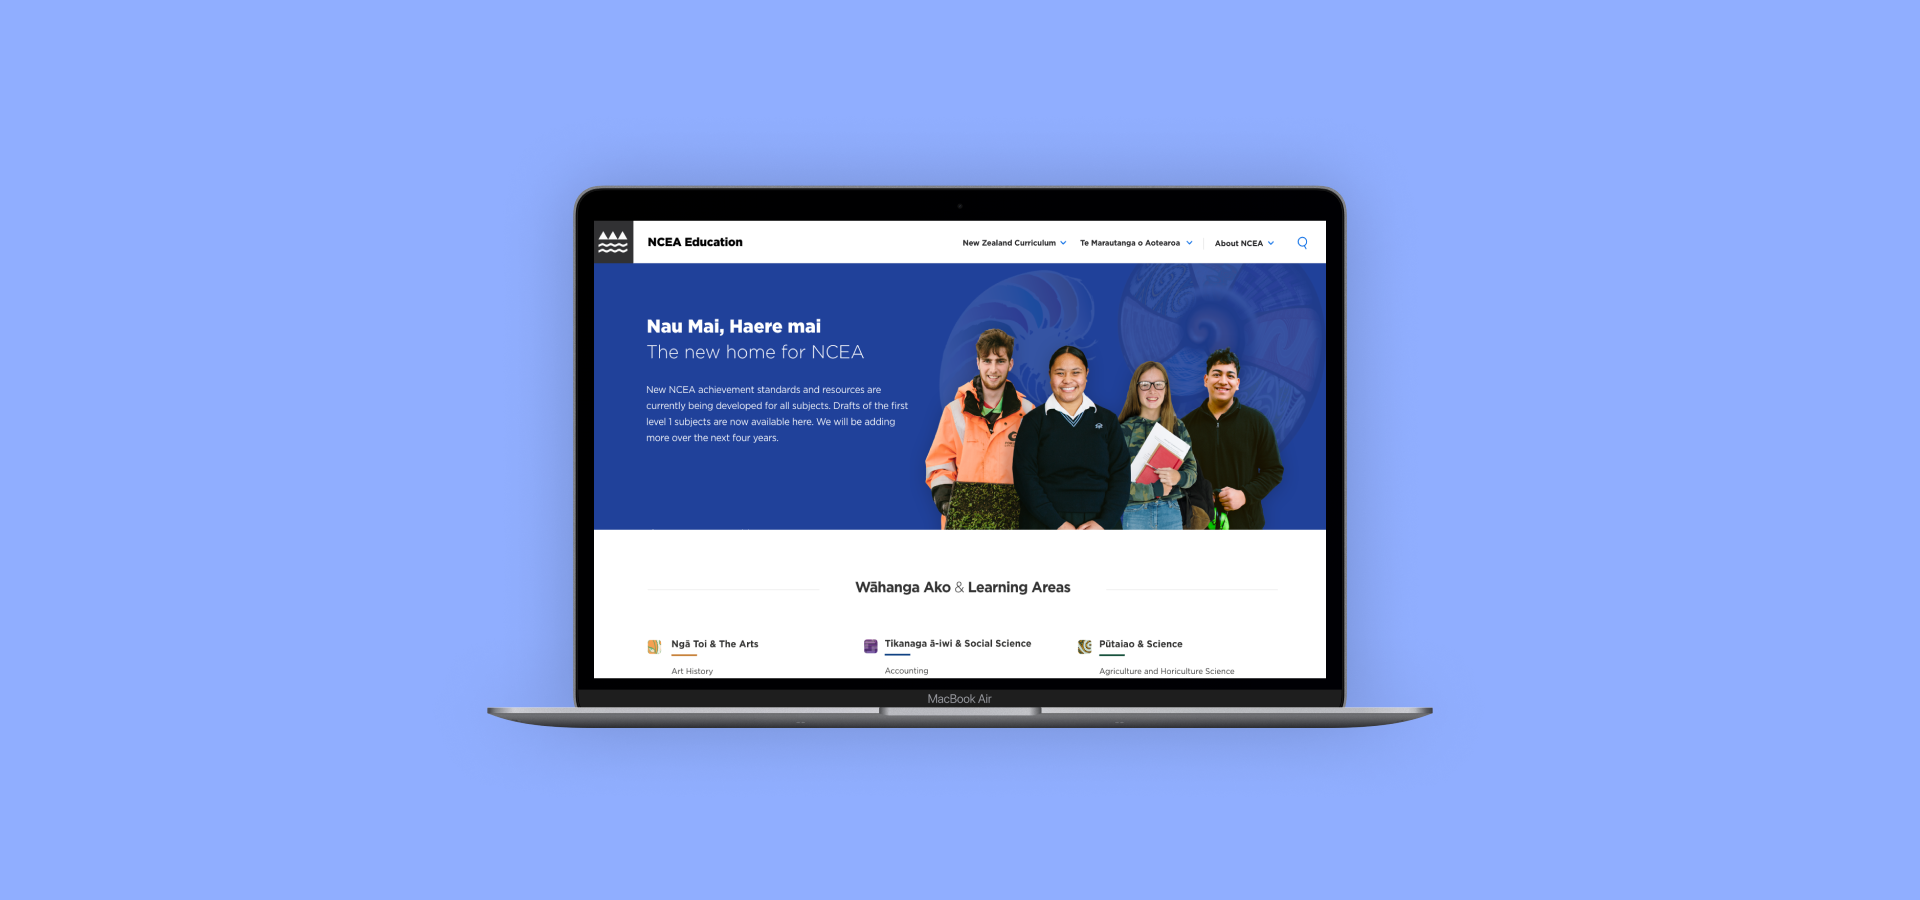 NCEA Education
New Zealand Curriculum
Te Marautanga o Aotearoa
About NCEA
Nau Mai, Haere mai
The new home for NCEA
New NCEA achievement standards and resources are
currently being developed for all subjects. Drafts of the first
level 1 subjects are now available here. We will be adding
more over the next four years.
Wāhanga Ako & Learning Areas
Ngā Toi & The Arts
Art History
Tikanaga ā-iwi & Social Science
Accounting
Pūtaiao & Science
Agriculture and Horiculture Science
MacBook Air